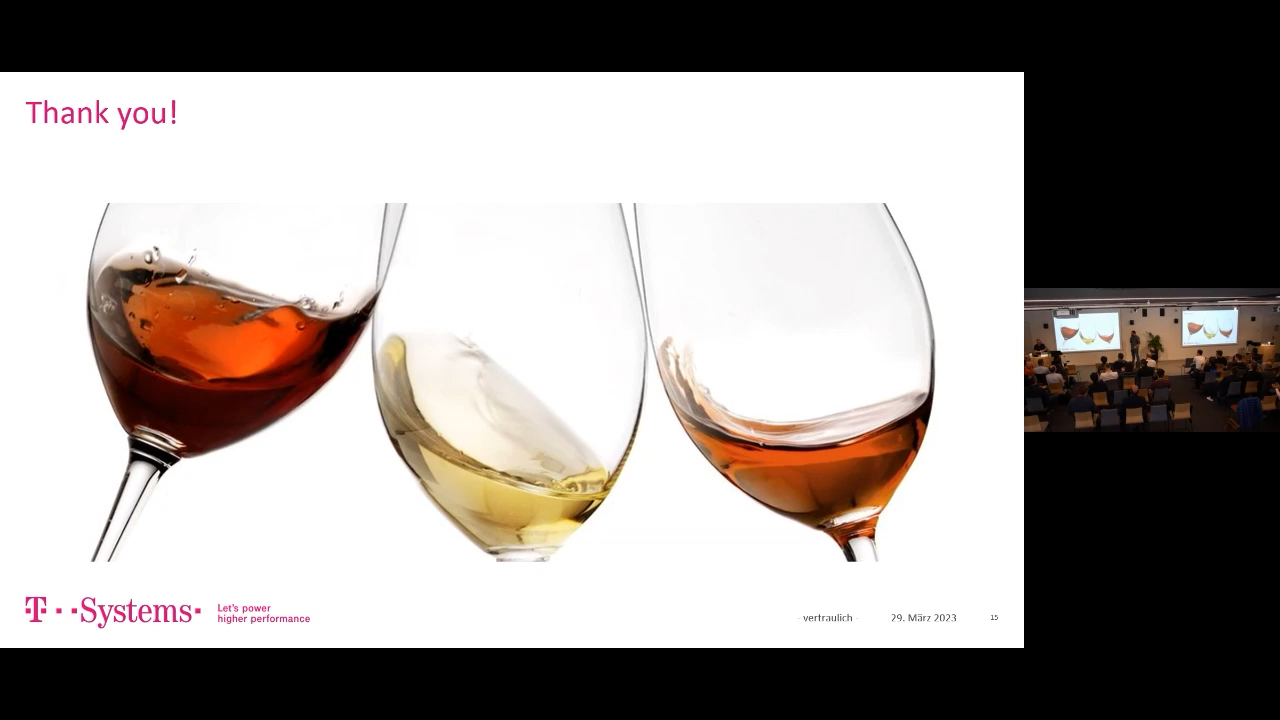 Thank you!
T··Systems·
Let's power
higher performance
- vertraulich -
29. März 2023
15